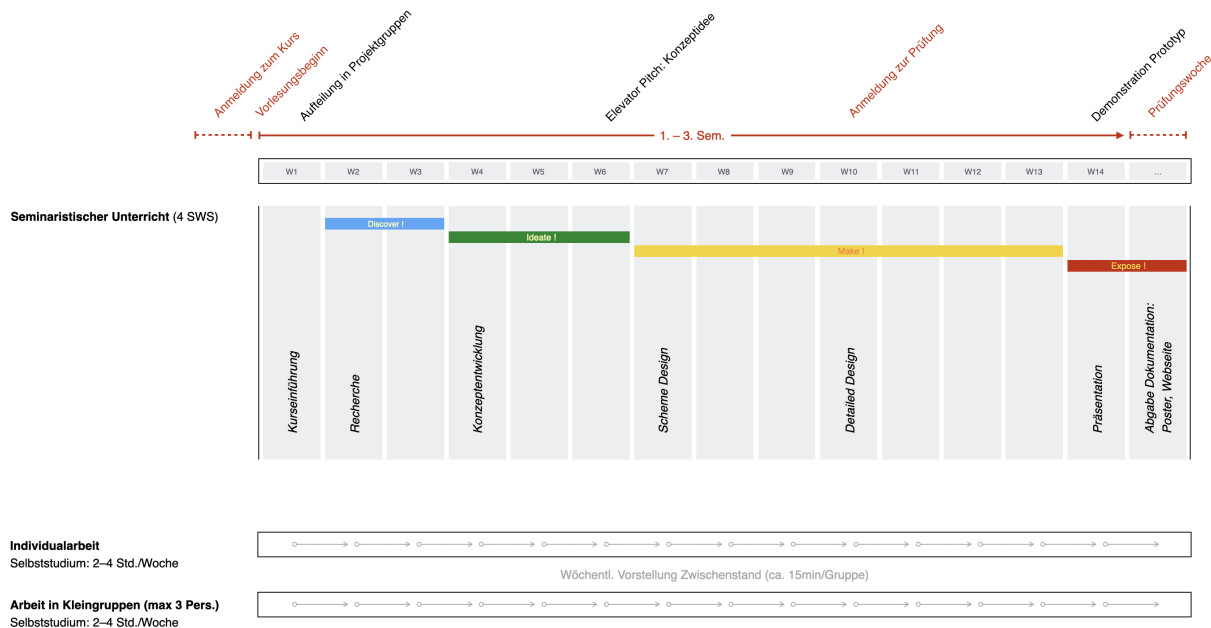 Anmeldung zum Kurs
Vorlesungsbeginn
Aufteilung in Projektgruppen
Elevator Pitch: Konzeptidee
Anmeldung zur Prüfung
Demonstration Prototyp
Prüfungswoche
1. – 3. Sem.
W1 W2 W3 W4 W5 W6 W7 W8 W9 W10 W11 W12 W13 W14 ...
Seminaristischer Unterricht (4 SWS)
Discover !
Ideate !
Make !
Expose !
Kurseinführung
Recherche
Konzeptentwicklung
Scheme Design
Detailed Design
Präsentation
Abgabe Dokumentation:
Poster, Webseite
Individualarbeit
Selbststudium: 2–4 Std./Woche
Wöchentl. Vorstellung Zwischenstand (ca. 15min/Gruppe)
Arbeit in Kleingruppen (max 3 Pers.)
Selbststudium: 2–4 Std./Woche